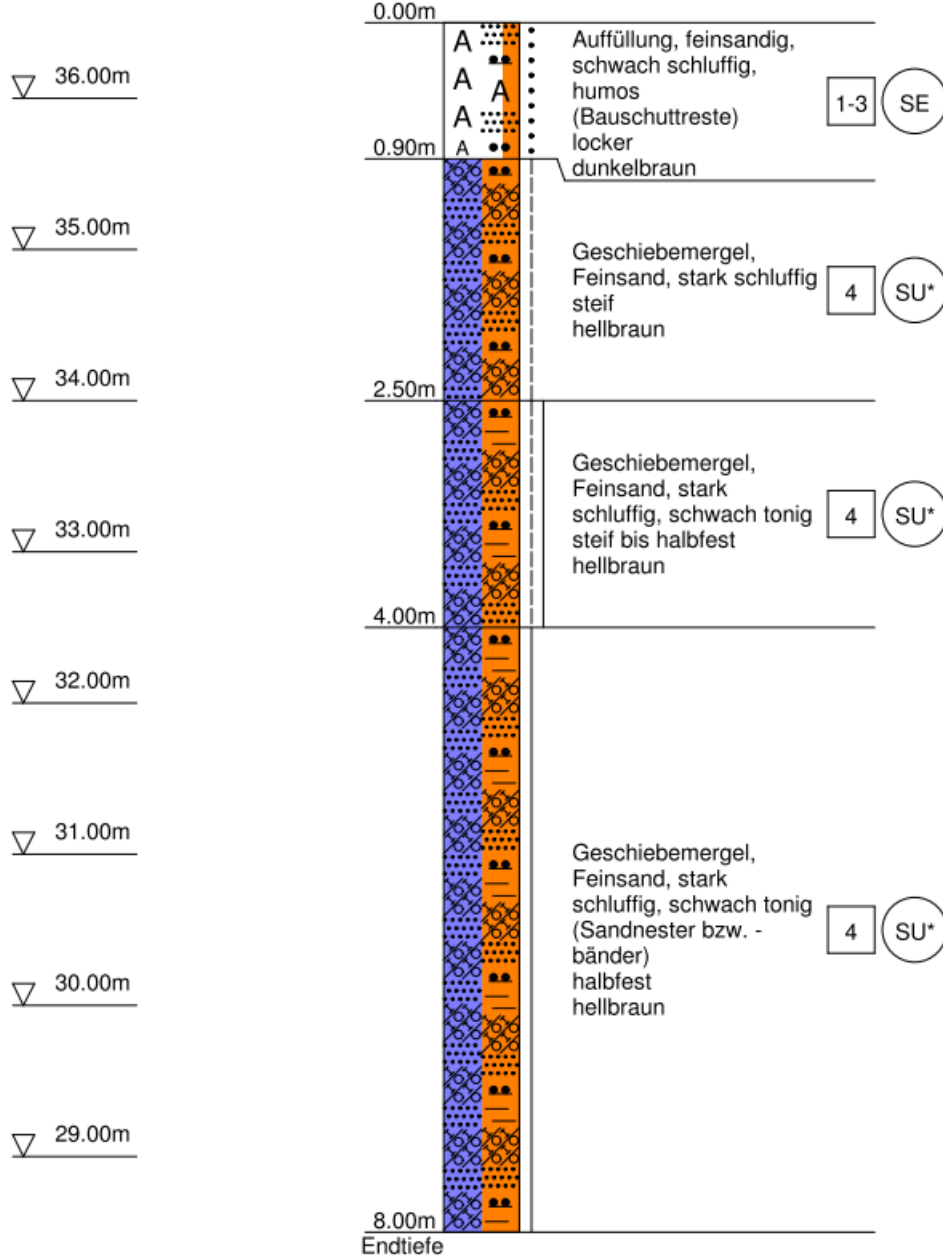 0.00m
A
A
A
A
A
36.00m
Auffüllung, feinsandig,
schwach schluffig,
humos
(Bauschuttreste)
locker
dunkelbraun
1-3
SE
0.90m
35.00m
Geschiebemergel,
Feinsand, stark schluffig
steif
hellbraun
4
SU*
34.00m
2.50m
Geschiebemergel,
Feinsand, stark
schluffig, schwach tonig
steif bis halbfest
hellbraun
4
SU*
33.00m
4.00m
32.00m
31.00m
Geschiebemergel,
Feinsand, stark
schluffig, schwach tonig
(Sandnester bzw. -
bänder)
halbfest
hellbraun
4
SU*
30.00m
29.00m
8.00m
Endtiefe